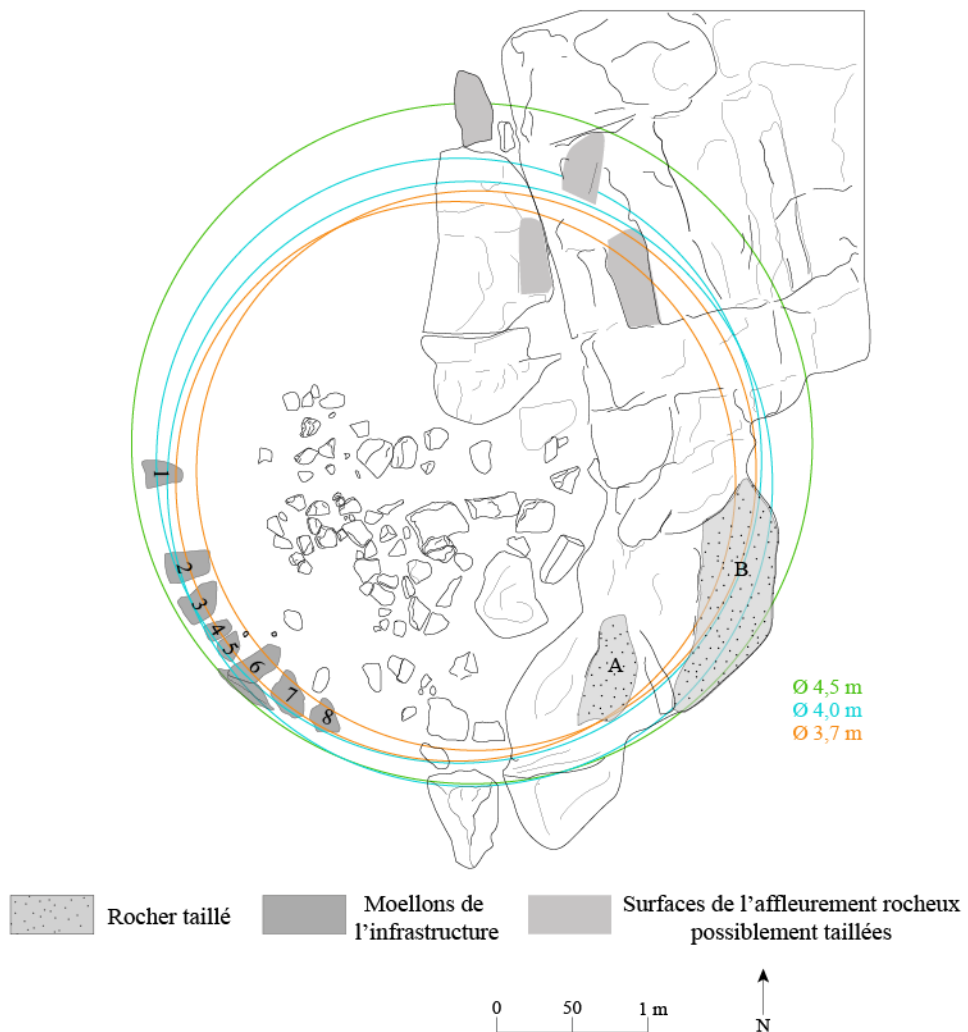 1
2
3
4
5
6
7
8
A
B
Ø 4,5 m
Ø 4,0 m
Ø 3,7 m
Rocher taillé
Moellons de
l’infrastructure
Surfaces de l’affleurement rocheux
possiblement taillées
0 50 1 m
N